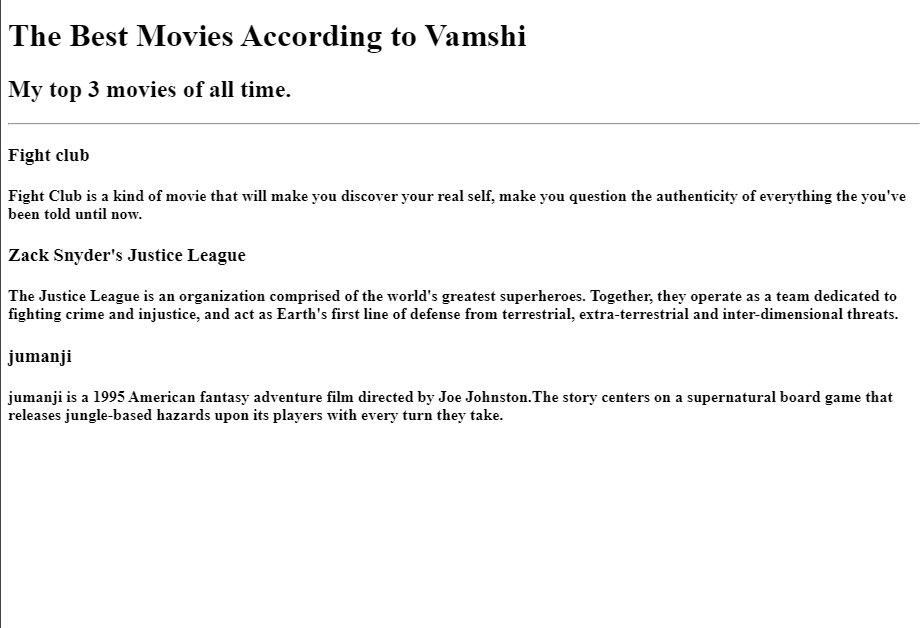 The Best Movies According to Vamshi
My top 3 movies of all time.
Fight club
Fight Club is a kind of movie that will make you discover your real self, make you question the authenticity of everything the you've
been told until now.
Zack Snyder's Justice League
The Justice League is an organization comprised of the world's greatest superheroes. Together, they operate as a team dedicated to
fighting crime and injustice, and act as Earth's first line of defense from terrestrial, extra-terrestrial and inter-dimensional threats.
jumanji
jumanji is a 1995 American fantasy adventure film directed by Joe Johnston.The story centers on a supernatural board game that
releases jungle-based hazards upon its players with every turn they take.